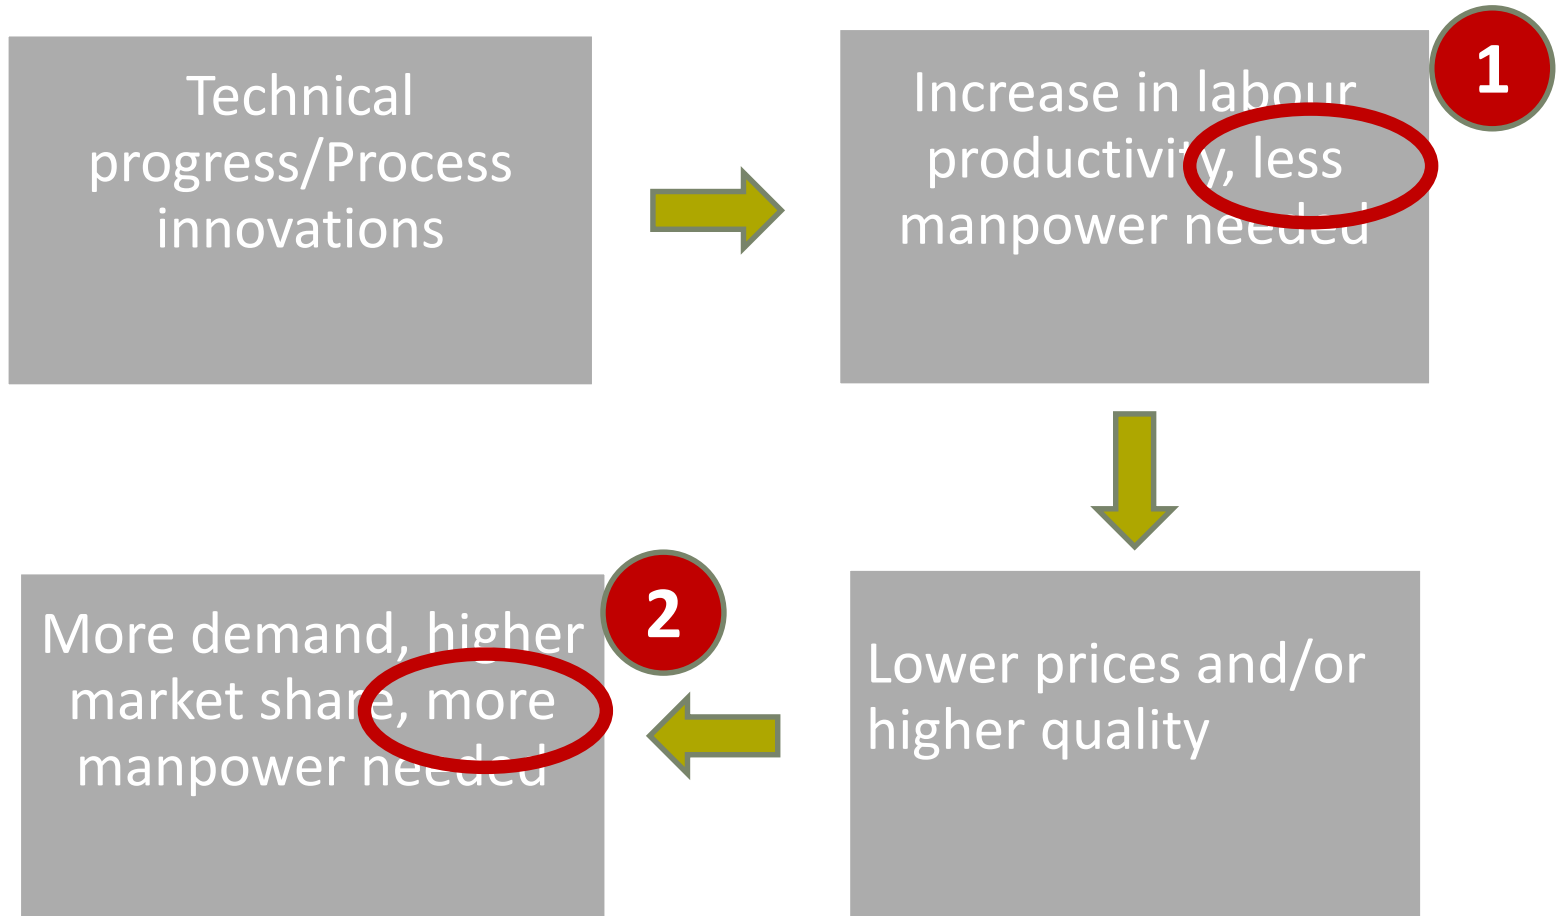 Technical
progress/Process
innovations
1
Increase in labour
productivity, less
manpower needed
Lower prices and/or
higher quality
2
More demand, higher
market share, more
manpower needed